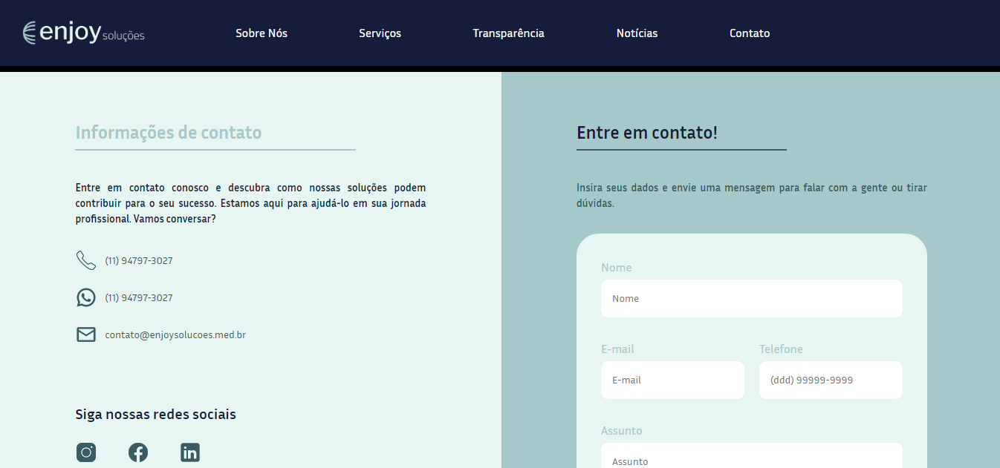 enjoy soluções
Sobre Nós
Serviços
Transparência
Notícias
Contato
Informações de contato
Entre em contato conosco e descubra como nossas soluções podem
contribuir para o seu sucesso. Estamos aqui para ajudá-lo em sua jornada
profissional. Vamos conversar?
(11) 94797-3027
(11) 94797-3027
contato@enjoysolucoes.med.br
Siga nossas redes sociais
Entre em contato!
Insira seus dados e envie uma mensagem para falar com a gente ou tirar
dúvidas.
Nome
Nome
E-mail
E-mail
Telefone
(ddd) 99999-9999
Assunto
Assunto